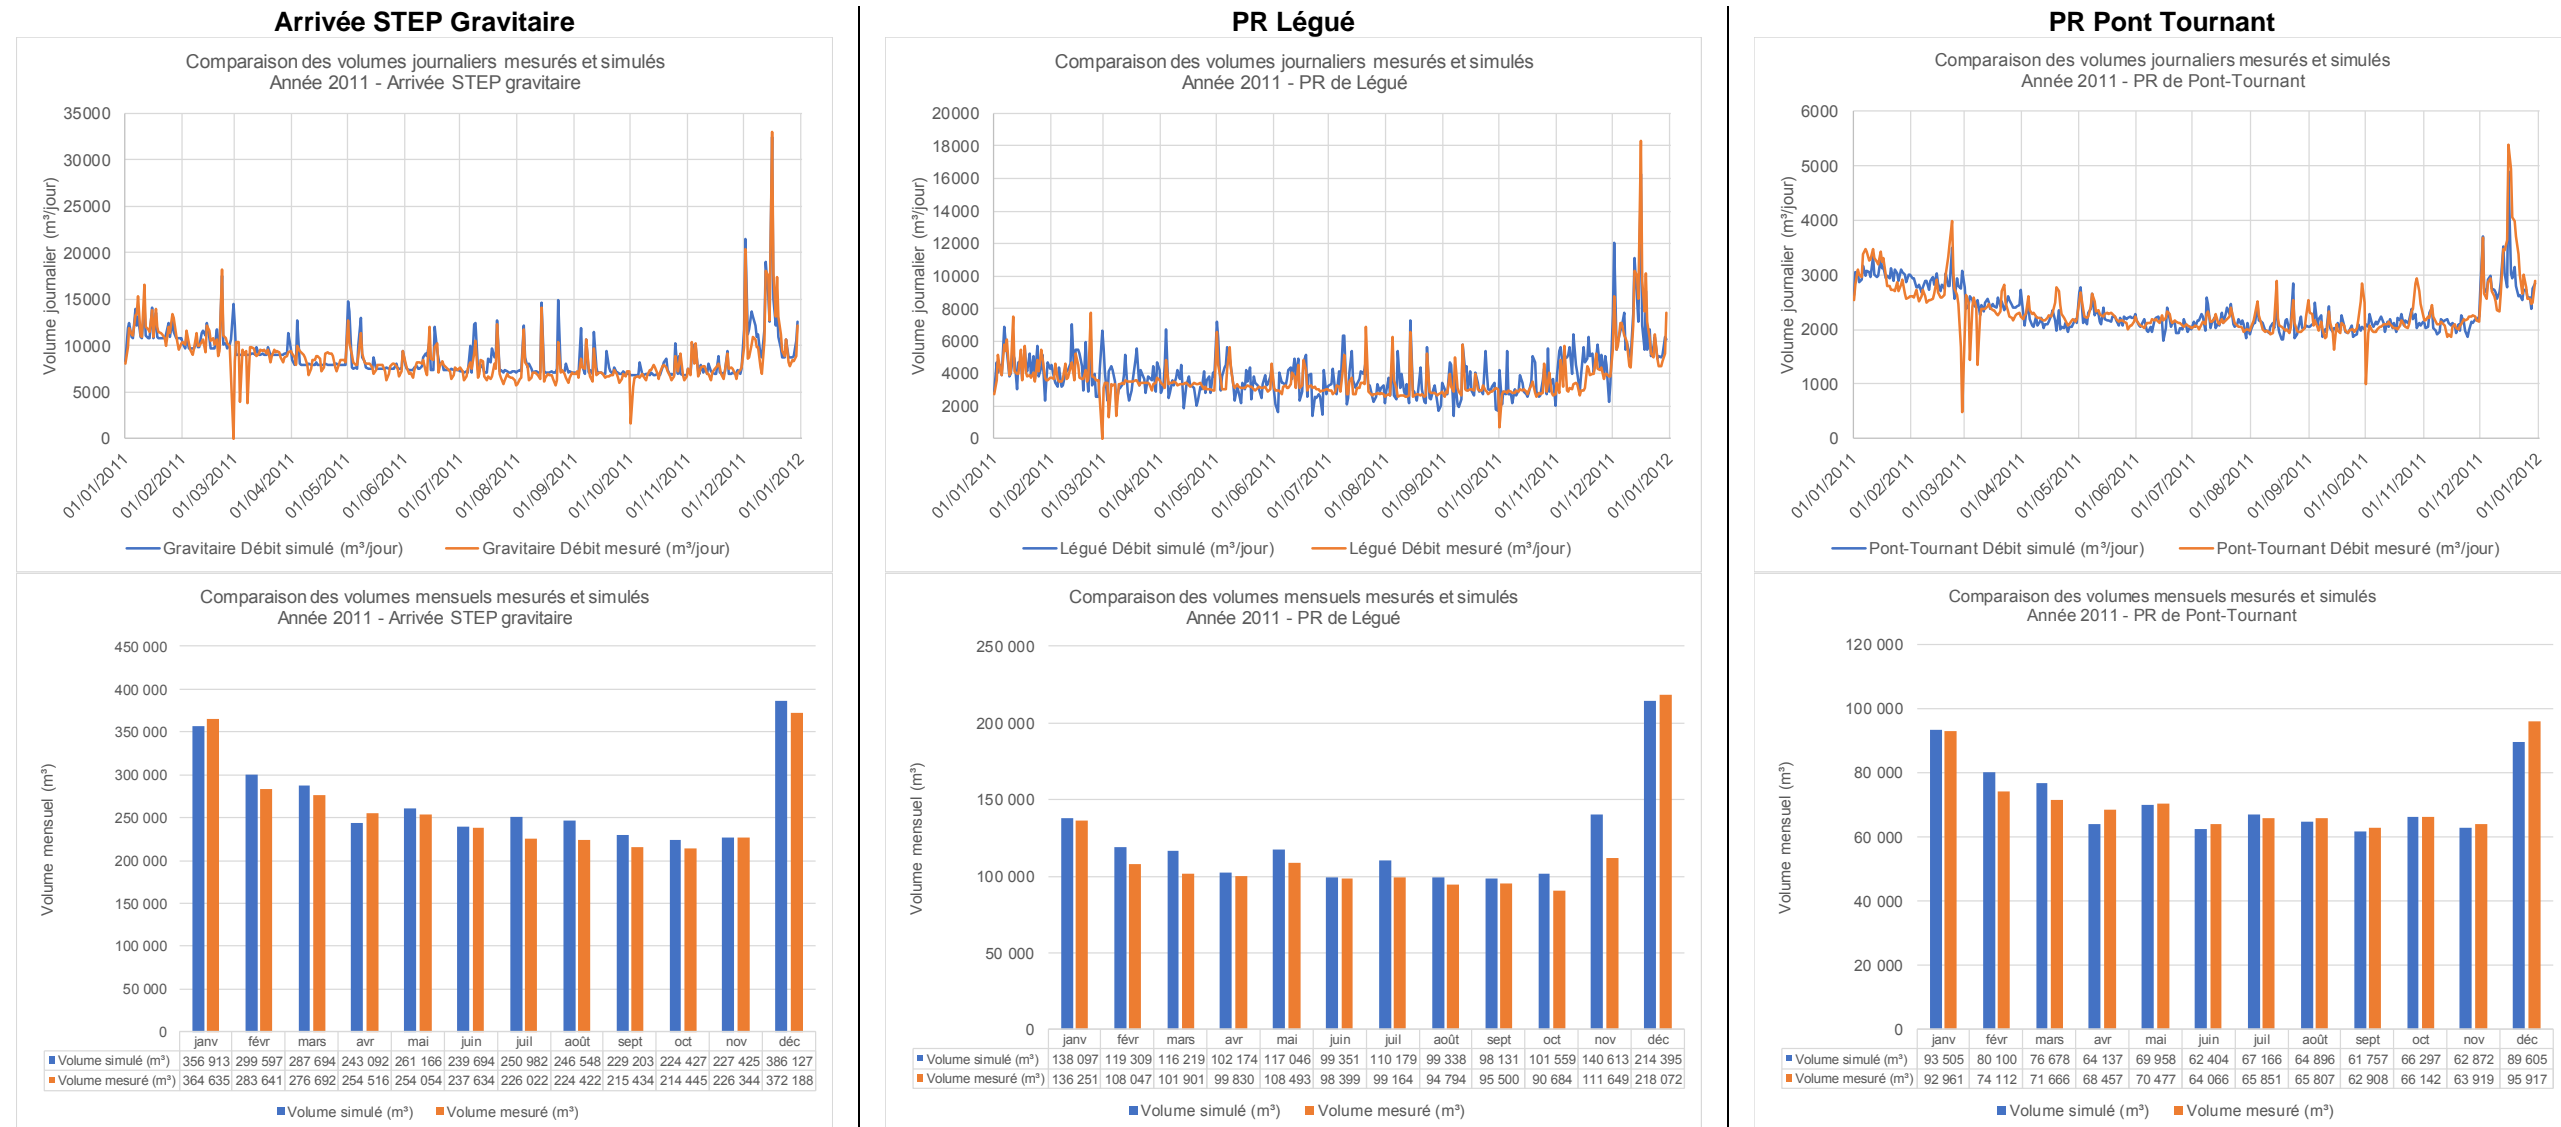 Arrivée STEP Gravitaire
Comparaison des volumes journaliers mesurés et simulés
Année 2011 - Arrivée STEP gravitaire
Volume journalier (m³/jour)
35000
30000
25000
20000
15000
10000
5000
0
01/01/2011
01/02/2011
01/03/2011
01/04/2011
01/05/2011
01/06/2011
01/07/2011
01/08/2011
01/09/2011
01/10/2011
01/11/2011
01/12/2011
01/01/2012
Gravitaire Débit simulé (m³/jour) Gravitaire Débit mesuré (m³/jour)
Comparaison des volumes mensuels mesurés et simulés
Année 2011 - Arrivée STEP gravitaire
Volume mensuel (m³)
450 000
400 000
350 000
300 000
250 000
200 000
150 000
100 000
50 000
0
janv févr mars avr mai juin juil août sept oct nov déc
Volume simulé (m³) 356 913 299 597 287 694 243 092 261 166 239 694 250 982 246 548 229 203 224 427 227 425 386 127
Volume mesuré (m³) 364 635 283 641 276 692 254 516 254 054 237 634 226 022 224 422 215 434 214 445 226 344 372 188
Volume simulé (m³) Volume mesuré (m³)
PR Légué
Comparaison des volumes journaliers mesurés et simulés
Année 2011 - PR de Légué
Volume journalier (m³/jour)
20000
18000
16000
14000
12000
10000
8000
6000
4000
2000
0
01/01/2011
01/02/2011
01/03/2011
01/04/2011
01/05/2011
01/06/2011
01/07/2011
01/08/2011
01/09/2011
01/10/2011
01/11/2011
01/12/2011
01/01/2012
Légué Débit simulé (m³/jour) Légué Débit mesuré (m³/jour)
Comparaison des volumes mensuels mesurés et simulés
Année 2011 - PR de Légué
Volume mensuel (m³)
250 000
200 000
150 000
100 000
50 000
0
janv févr mars avr mai juin juil août sept oct nov déc
Volume simulé (m³) 138 097 119 309 116 219 102 174 117 046 99 351 110 179 99 338 98 131 101 559 140 613 214 395
Volume mesuré (m³) 136 251 108 047 101 901 99 830 108 493 98 399 99 164 94 794 95 500 90 684 111 649 218 072
Volume simulé (m³) Volume mesuré (m³)
PR Pont Tournant
Comparaison des volumes journaliers mesurés et simulés
Année 2011 - PR de Pont-Tournant
Volume journalier (m³/jour)
6000
5000
4000
3000
2000
1000
0
01/01/2011
01/02/2011
01/03/2011
01/04/2011
01/05/2011
01/06/2011
01/07/2011
01/08/2011
01/09/2011
01/10/2011
01/11/2011
01/12/2011
01/01/2012
Pont-Tournant Débit simulé (m³/jour) Pont-Tournant Débit mesuré (m³/jour)
Comparaison des volumes mensuels mesurés et simulés
Année 2011 - PR de Pont-Tournant
Volume mensuel (m³)
120 000
100 000
80 000
60 000
40 000
20 000
0
janv févr mars avr mai juin juil août sept oct nov déc
Volume simulé (m³) 93 505 80 100 76 678 64 137 69 958 62 404 67 166 64 896 61 757 66 297 62 872 89 605
Volume mesuré (m³) 92 961 74 112 71 666 68 457 70 477 64 066 65 851 65 807 62 908 66 142 63 919 95 917
Volume simulé (m³) Volume mesuré (m³)